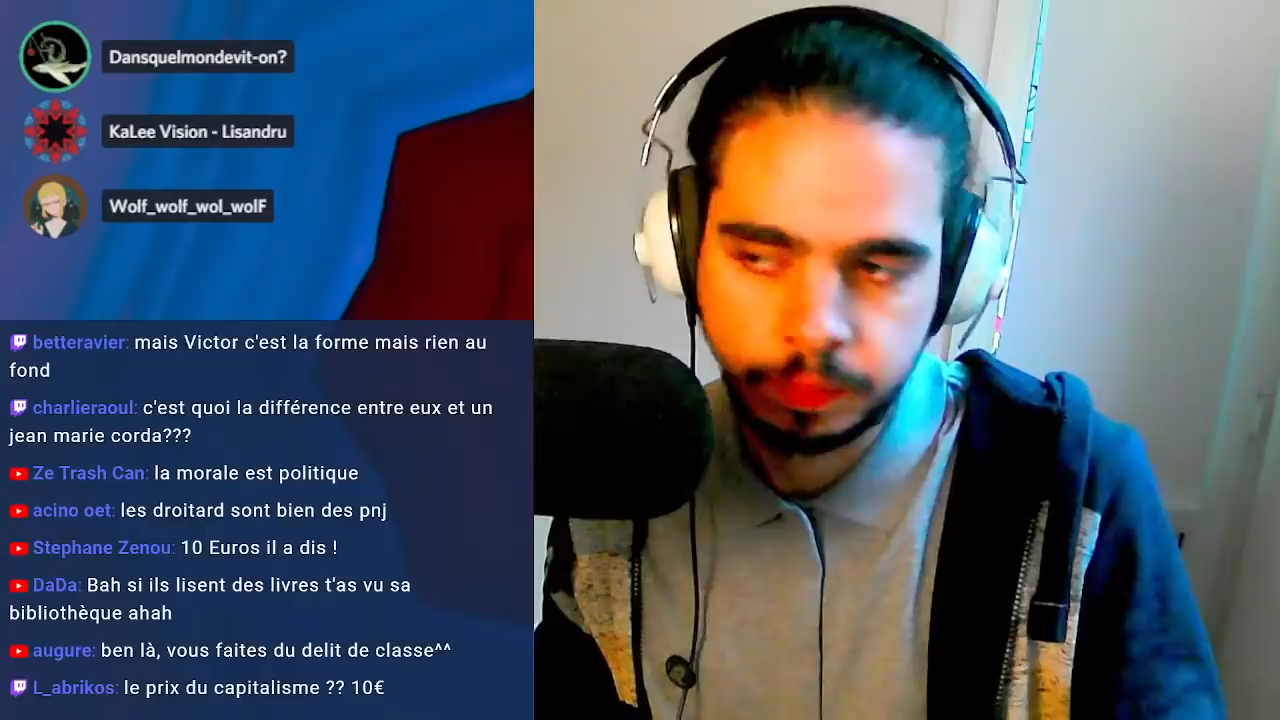 Dansquelmondevit-on?
KaLee Vision - Lisandru
Wolf_wolf_wol_wolF
betteravier: mais Victor c'est la forme mais rien au
fond
charlieraoul: c'est quoi la différence entre eux et un
jean marie corda???
Ze Trash Can: la morale est politique
acino oet: les droitard sont bien des pnj
Stephane Zenou: 10 Euros il a dis !
DaDa: Bah si ils lisent des livres t'as vu sa
bibliothèque ahah
augure: ben là, vous faites du delit de classe^^
L_abrikos: le prix du capitalisme ?? 10€